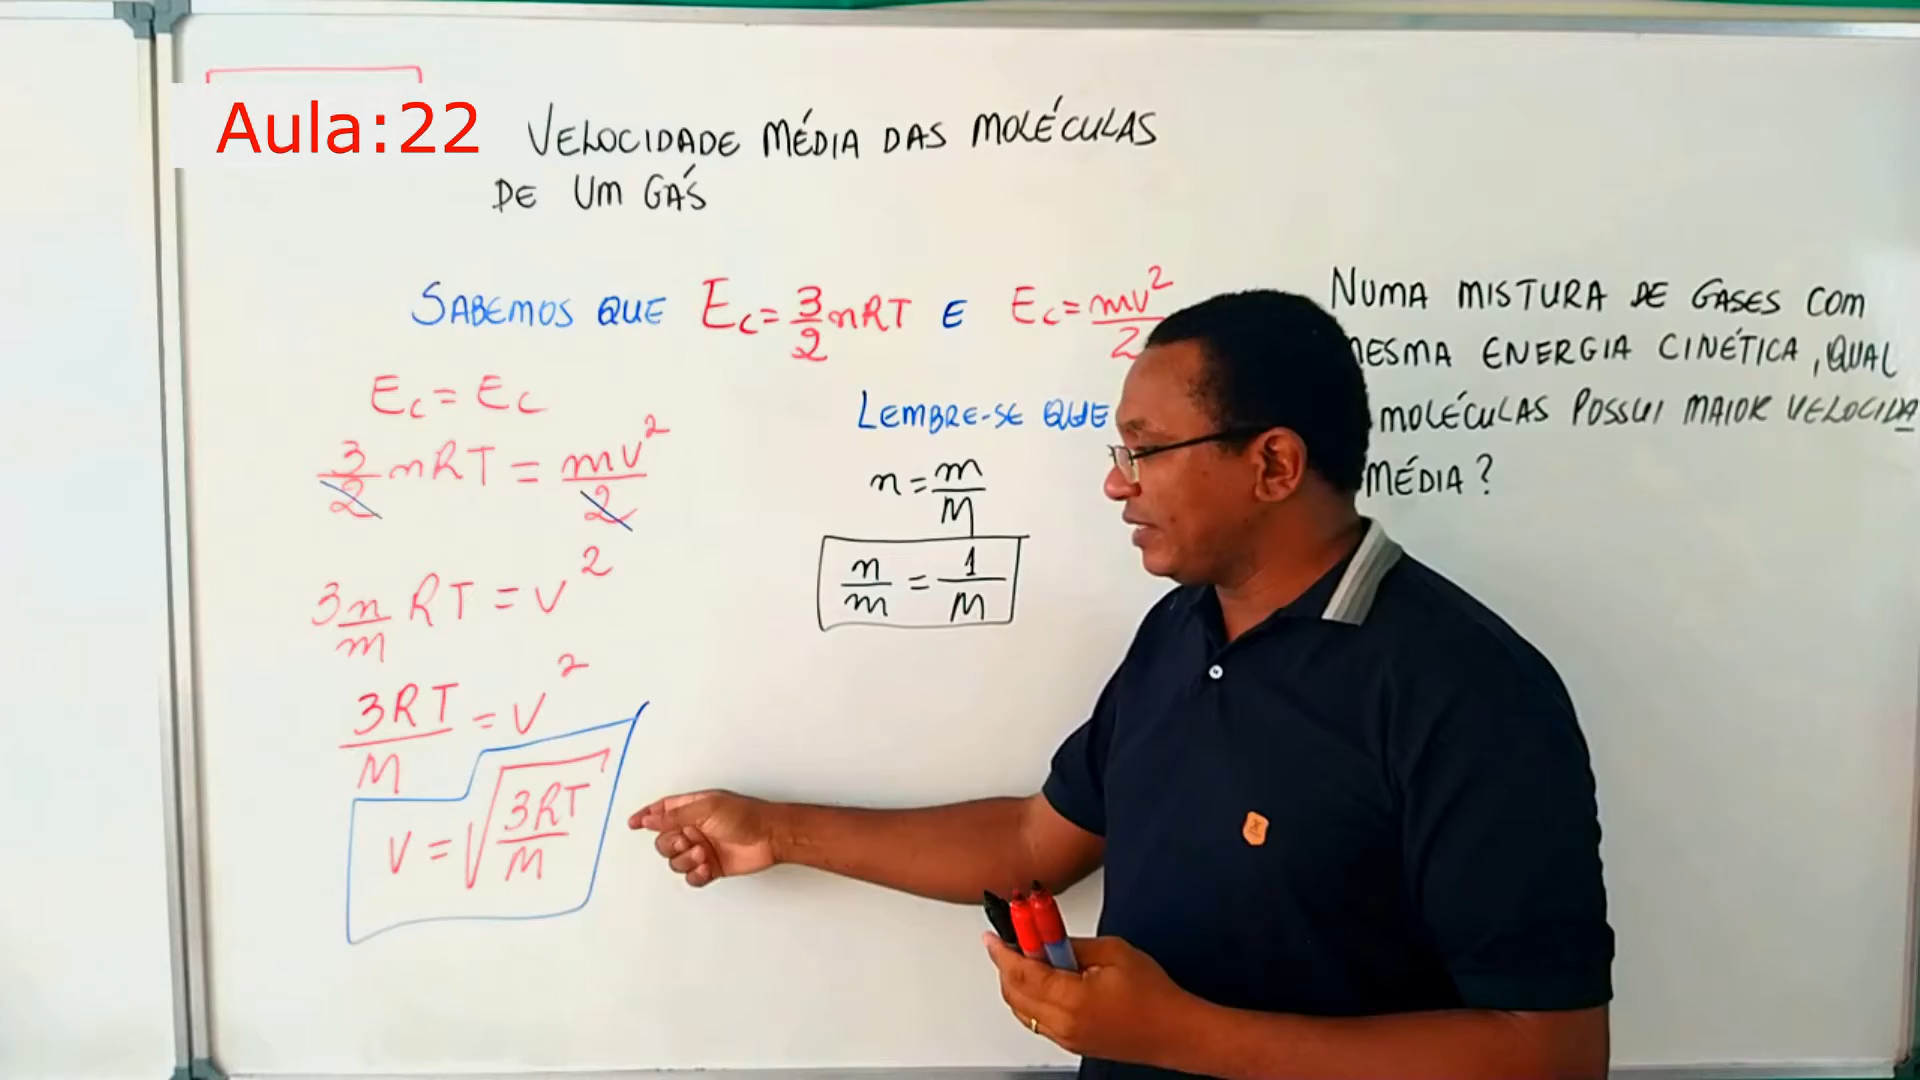 Aula:22
VELOCIDADE MÉDIA DAS MOLÉCULAS
DE UM GÁS
SABEMOS QUE Ec=3/2 nRT E Ec=mv²/2
Ec = Ec
3/2 nRT = mv²/2
3n/m RT = v²
3RT/M = v²
v = √(3RT/M)
LEMBRE-SE QUE
n = m/M
n/m = 1/M
NUMA MISTURA DE GASES COM
ENERGIA CINÉTICA, QUAL
MOLÉCULAS POSSUI MAIOR VELOCIDA
MÉDIA?